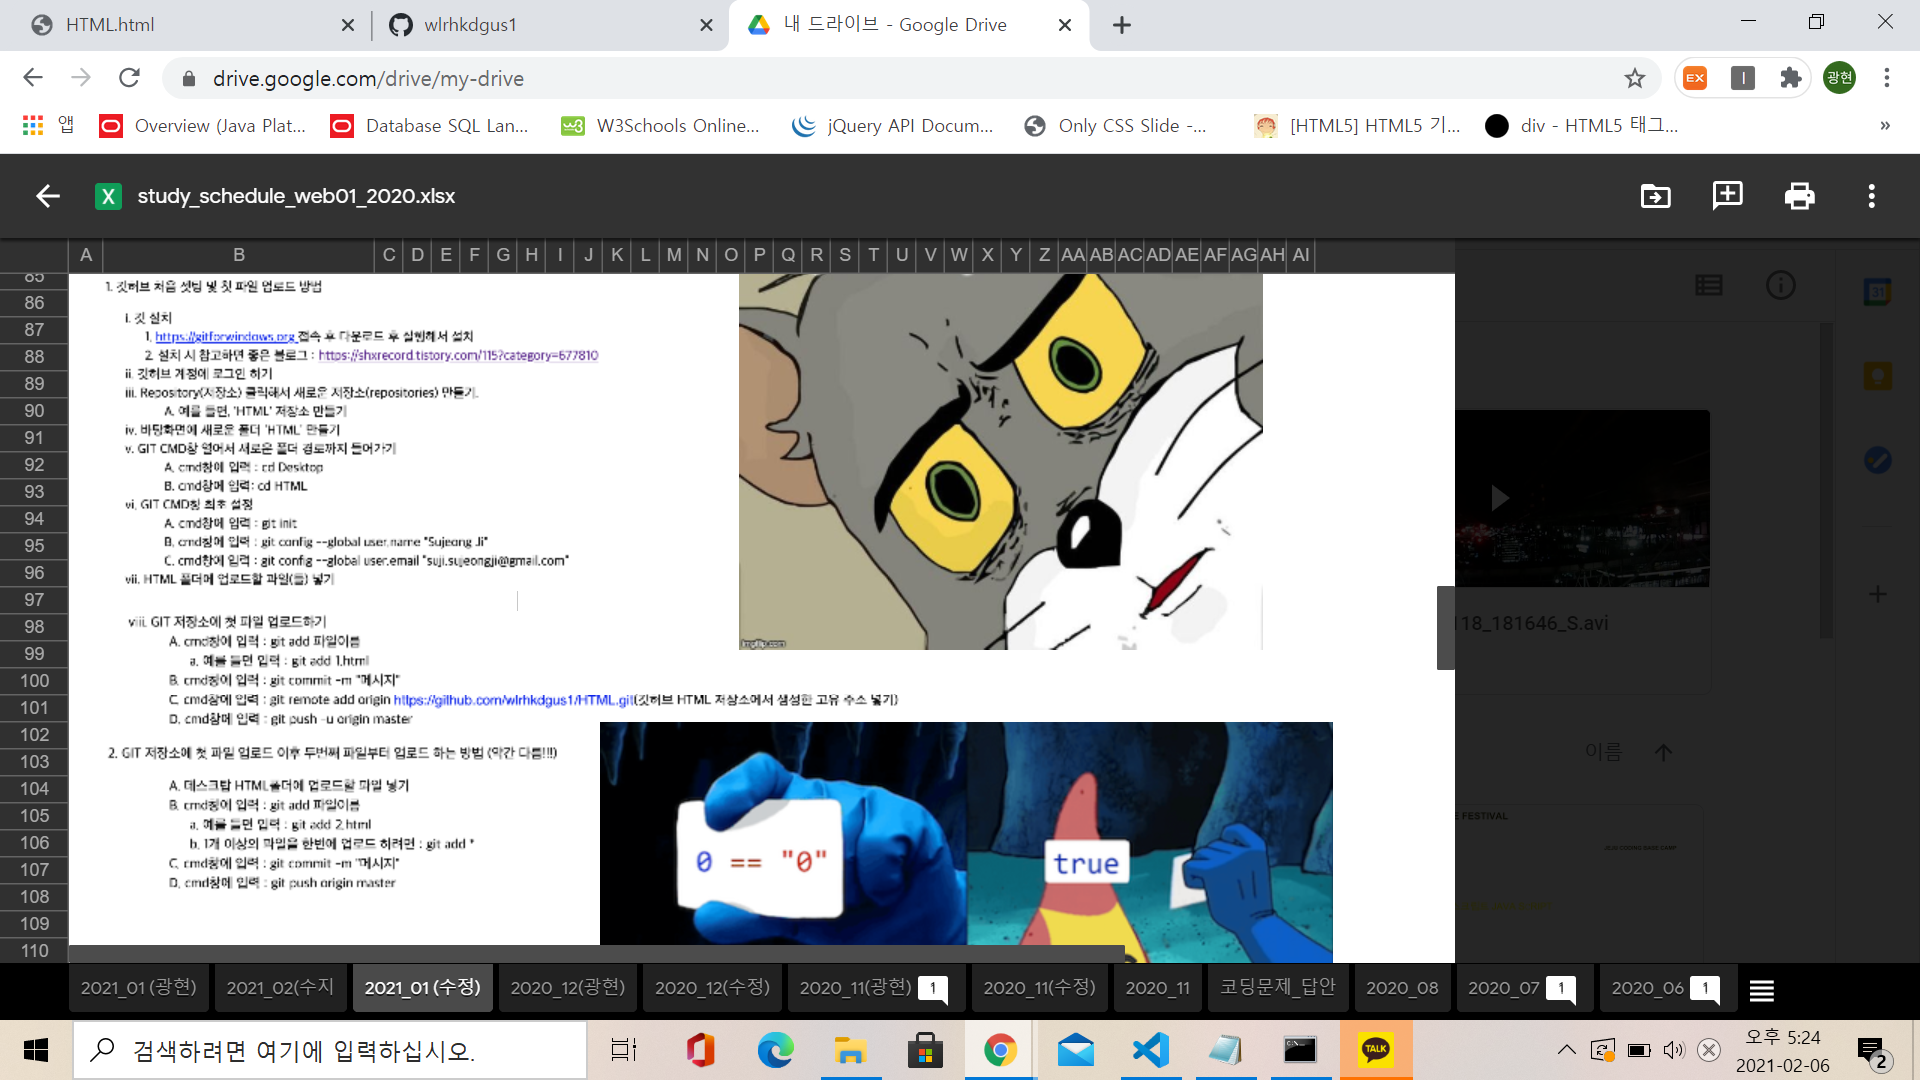 HTML.html
wlrhkdgus1
내 드라이브 - Google Drive
drive.google.com/drive/my-drive
EX
광현
앱
Overview (Java Plat...
Database SQL Lan...
W3Schools Online...
jQuery API Docum...
Only CSS Slide -...
[HTML5] HTML5 기...
div - HTML5 태그...
»
study_schedule_web01_2020.xlsx
A B C D E F G H I J K L M N O P Q R S T U V W X Y Z AA AB AC AD AE AF AG AH AI
85
1. 깃허브 처음 셋팅 및 첫 파일 업로드 방법
86
i. 깃 설치
87
1. https://gitforwindows.org 접속 후 다운로드 후 실행해서 설치
88
2. 설치 시 참고하면 좋은 블로그 : https://shxrecord.tistory.com/115?category=677810
ii. 깃허브 계정에 로그인 하기
89
iii. Repository(저장소) 클릭해서 새로운 저장소(repositories) 만들기.
90
A. 예를 들면, 'HTML' 저장소 만들기
91
iv. 바탕화면에 새로운 폴더 'HTML' 만들기
v. GIT CMD창 열어서 새로운 폴더 경로까지 들어가기
92
A. cmd창에 입력 : cd Desktop
93
B. cmd창에 입력: cd HTML
vi. GIT CMD창 최초 설정
94
A. cmd창에 입력 : git init
95
B. cmd창에 입력 : git config --global user.name "Sujeong Ji"
96
C. cmd창에 입력 : git config --global user.email "suji.sujeongji@gmail.com"
vii. HTML 폴더에 업로드할 파일(들) 넣기
97
98
viii. GIT 저장소에 첫 파일 업로드하기
99
A. cmd창에 입력 : git add 파일이름
a. 예를 들면 입력 : git add 1.html
100
B. cmd창에 입력 : git commit -m "메시지"
101
C. cmd창에 입력 : git remote add origin https://github.com/wlrhkdgus1/HTML.git(깃허브 HTML 저장소에서 생성한 고유 주소 넣기)
D. cmd창에 입력 : git push -u origin master
102
103
2. GIT 저장소에 첫 파일 업로드 이후 두번째 파일부터 업로드 하는 방법 (약간 다름!!!)
104
A. 데스크탑 HTML폴더에 업로드할 파일 넣기
105
B. cmd창에 입력 : git add 파일이름
a. 예를 들면 입력 : git add 2.html
106
b. 1개 이상의 파일을 한번에 업로드 하려면 : git add *
107
C. cmd창에 입력 : git commit -m "메시지"
108
D. cmd창에 입력 : git push origin master
109
110
imgflip.com
0 == "0"
true
31
118_181646_S.avi
이름
E FESTIVAL
2021_01 (광현)
2021_02(수지
2021_01 (수정)
2020_12(광현)
2020_12(수정)
2020_11(광현) 1
2020_11(수정)
2020_11
코딩문제_답안
2020_08
2020_07 1
2020_06 1
검색하려면 여기에 입력하십시오.
TALK
오후 5:24
2021-02-06
2